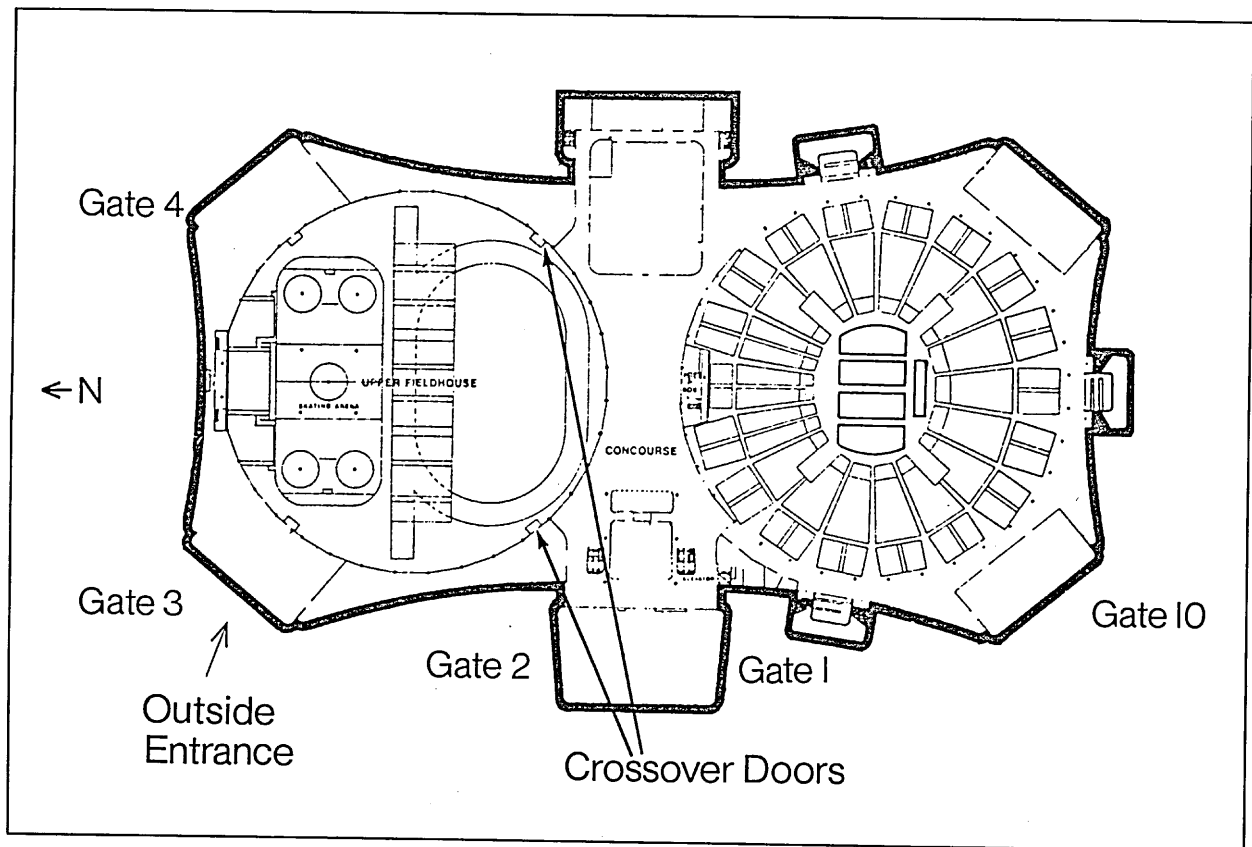 Gate 4
←N
UPPER FIELDHOUSE
SKATING ARENA
CONCOURSE
ELEVATOR
Gate 3
Gate 2
Gate 1
Gate 10
Outside
Entrance
Crossover Doors